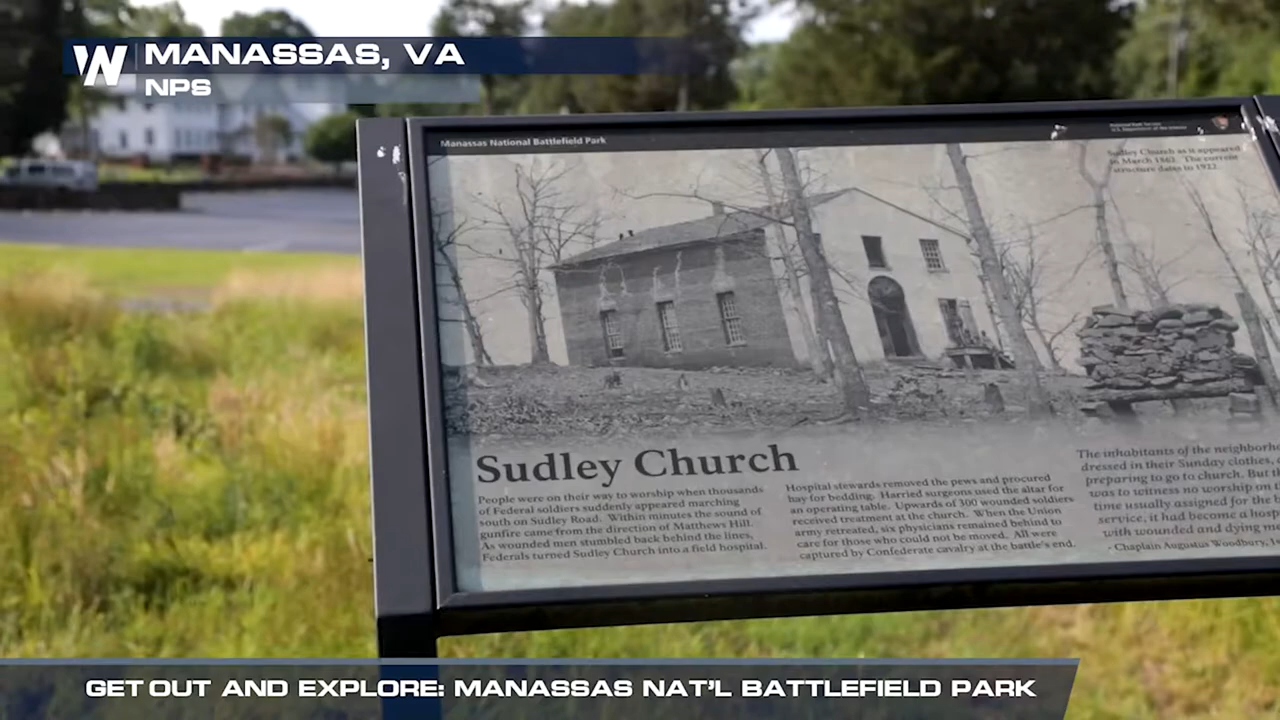 W
MANASSAS, VA
NPS
Manassas National Battlefield Park
National Park Service
U.S. Department of the Interior
Sudley Church as it appeared
in March 1862. The current
structure dates to 1922.
Sudley Church
People were on their way to worship when thousands
of Federal soldiers suddenly appeared marching
south on Sudley Road. Within minutes the sound of
gunfire came from the direction of Matthews Hill.
As wounded men stumbled back behind the lines,
Federals turned Sudley Church into a field hospital.
Hospital stewards removed the pews and procured
hay for bedding. Harried surgeons used the altar for
an operating table. Upwards of 300 wounded soldiers
received treatment at the church. When the Union
army retreated, six physicians remained behind to
care for those who could not be moved. All were
captured by Confederate cavalry at the battle's end.
The inhabitants of the
dressed in their Sunday clothes,
preparing to go to church. But
was to witness no worship
time usually assigned for the
service, it had become a
with wounded and dying
- Chaplain Augustus Woodbury,
GET OUT AND EXPLORE: MANASSAS NAT'L BATTLEFIELD PARK